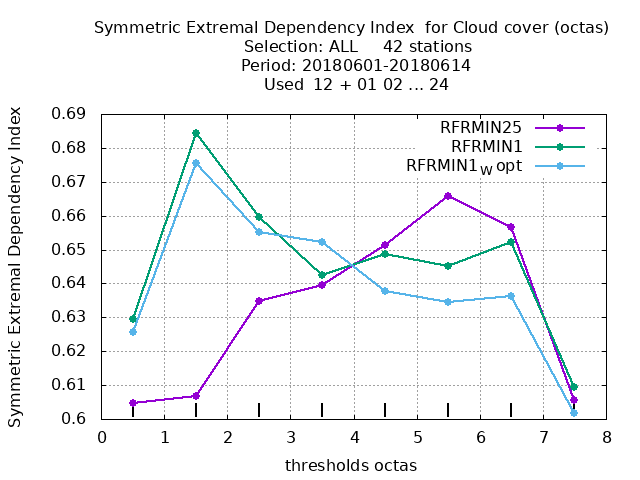 Symmetric Extremal Dependency Index for Cloud cover (octas)
Selection: ALL 42 stations
Period: 20180601-20180614
Used 12 + 01 02 ... 24
Symmetric Extremal Dependency Index
0.69
0.68
0.67
0.66
0.65
0.64
0.63
0.62
0.61
0.6
RFRMIN25
RFRMIN1
RFRMIN1W opt
0 1 2 3 4 5 6 7 8
thresholds octas